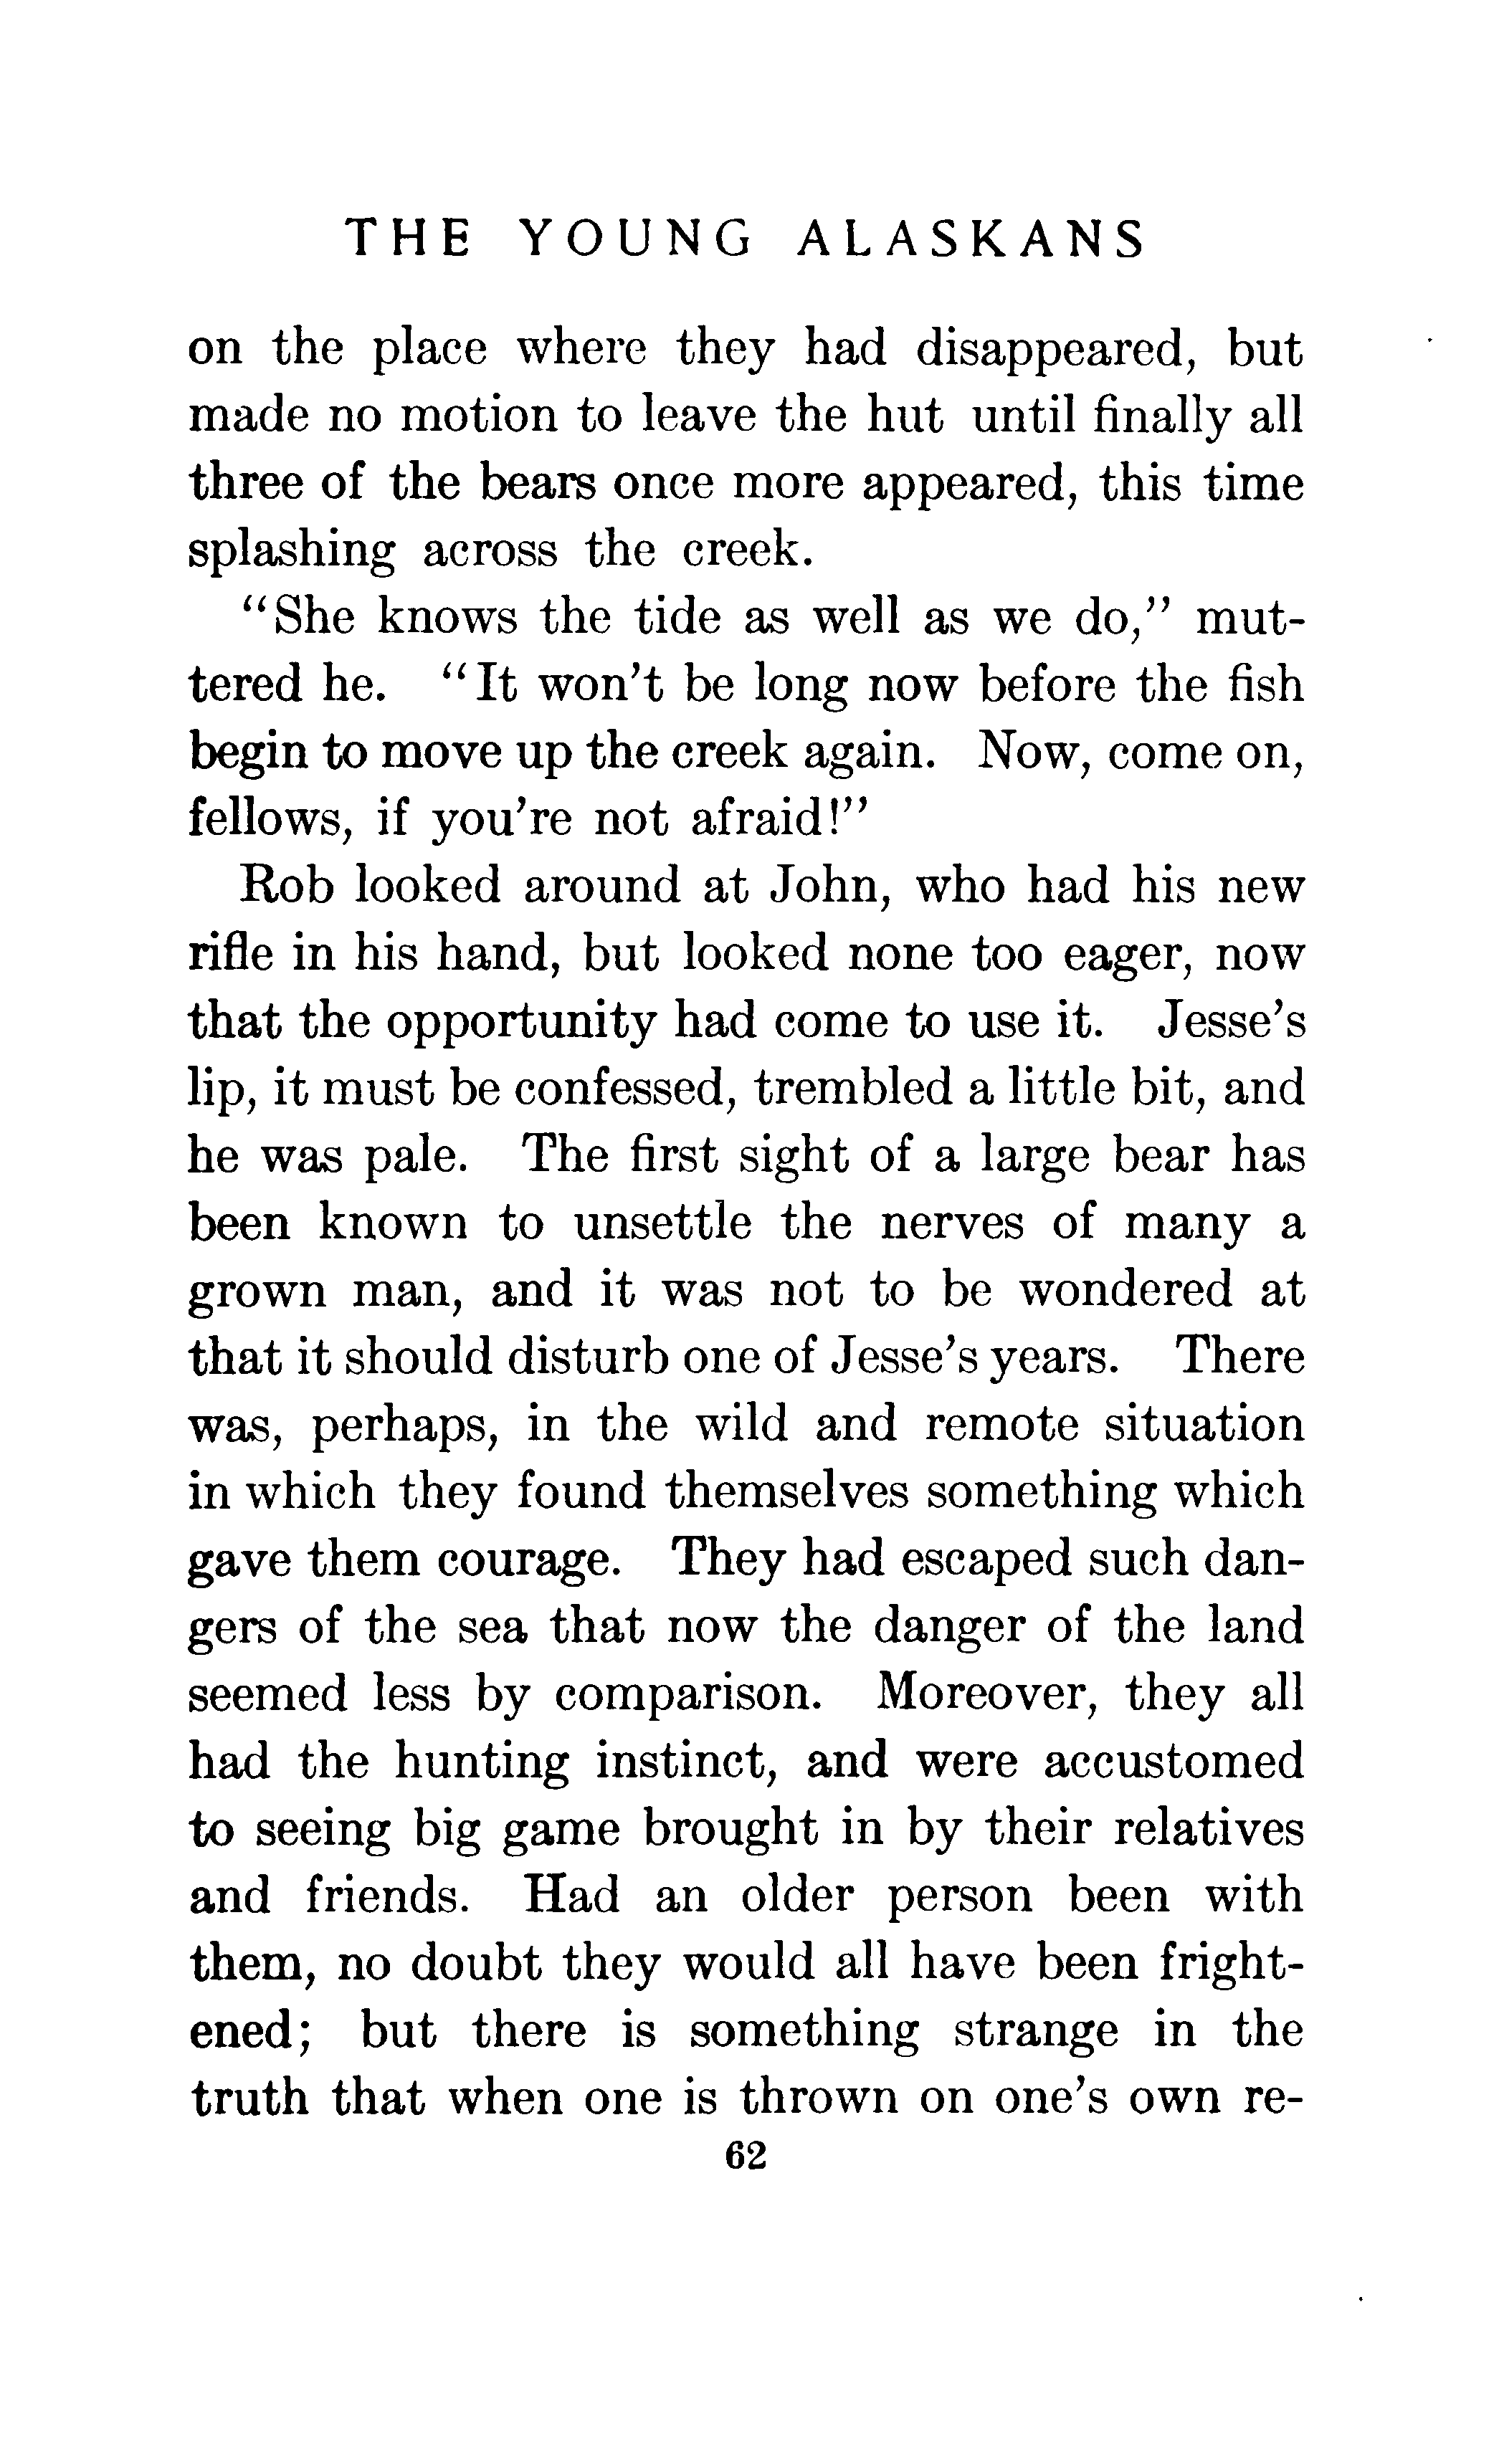 THE YOUNG ALASKANS
on the place where they had disappeared, but
made no motion to leave the hut until finally all
three of the bears once more appeared, this time
splashing across the creek.
"She knows the tide as well as we do," mut-
tered he. "It won't be long now before the fish
begin to move up the creek again. Now, come on,
fellows, if you're not afraid!"
Rob looked around at John, who had his new
rifle in his hand, but looked none too eager, now
that the opportunity had come to use it. Jesse's
lip, it must be confessed, trembled a little bit, and
he was pale. The first sight of a large bear has
been known to unsettle the nerves of many a
grown man, and it was not to be wondered at
that it should disturb one of Jesse's years. There
was, perhaps, in the wild and remote situation
in which they found themselves something which
gave them courage. They had escaped such dan-
gers of the sea that now the danger of the land
seemed less by comparison. Moreover, they all
had the hunting instinct, and were accustomed
to seeing big game brought in by their relatives
and friends. Had an older person been with
them, no doubt they would all have been fright-
ened; but there is something strange in the
truth that when one is thrown on one's own re-
62